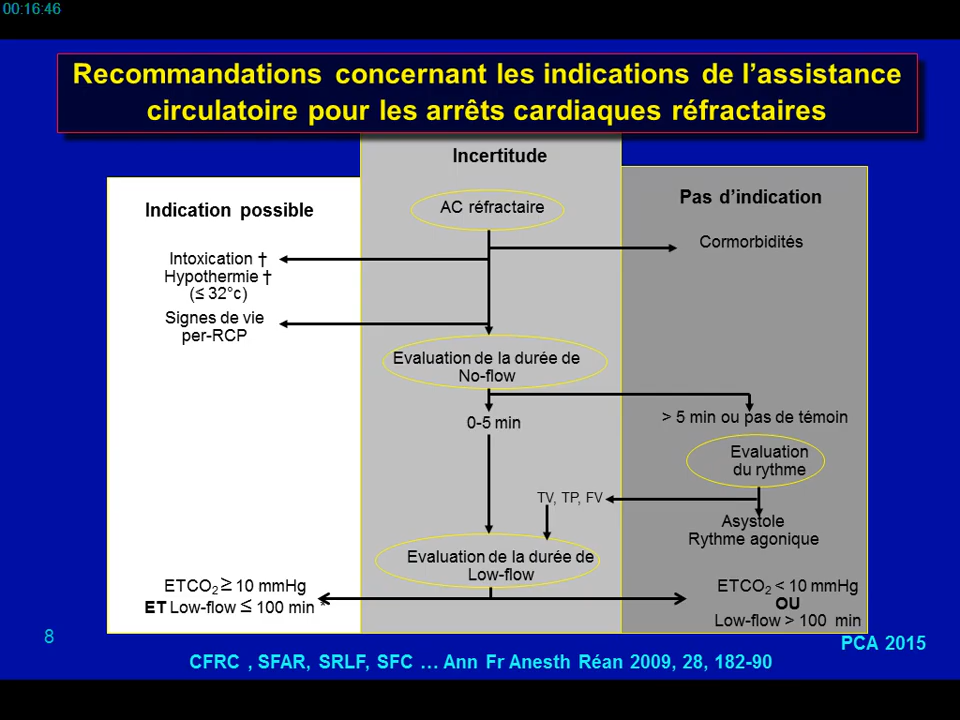 00:16:46
Recommandations concernant les indications de l’assistance
circulatoire pour les arrêts cardiaques réfractaires
Incertitude
Indication possible
Pas d’indication
AC réfractaire
Cormorbidités
Intoxication †
Hypothermie †
(≤ 32°c)
Signes de vie
per-RCP
Evaluation de la durée de
No-flow
0-5 min
> 5 min ou pas de témoin
Evaluation
du rythme
TV, TP, FV
Asystole
Rythme agonique
Evaluation de la durée de
Low-flow
ETCO₂ ≥ 10 mmHg
ET Low-flow ≤ 100 min *
ETCO₂ < 10 mmHg
OU
Low-flow > 100 min
8
PCA 2015
CFRC , SFAR, SRLF, SFC … Ann Fr Anesth Réan 2009, 28, 182-90